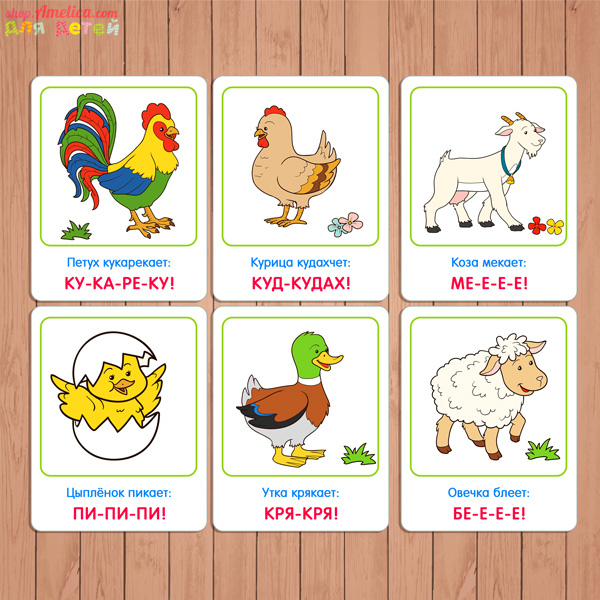 shop.Amelica.com
для детей
Петух кукарекает:
КУ-КА-РЕ-КУ!
Курица кудахчет:
КУД-КУДАХ!
Коза мекает:
МЕ-Е-Е-Е!
Цыплёнок пикает:
ПИ-ПИ-ПИ!
Утка крякает:
КРЯ-КРЯ!
Овечка блеет:
БЕ-Е-Е-Е!